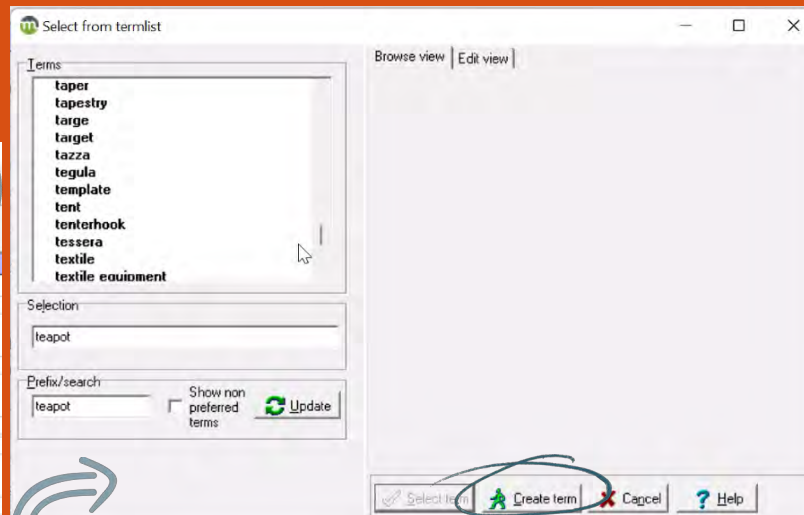 Select from termlist
Terms
taper
tapestry
targe
target
tazza
tegula
template
tent
tenterhook
tessera
textile
textile equipment
Selection
teapot
Prefix/search
teapot
Show non
preferred
terms
Update
Browse view
Edit view
Select term
Create term
Cancel
Help